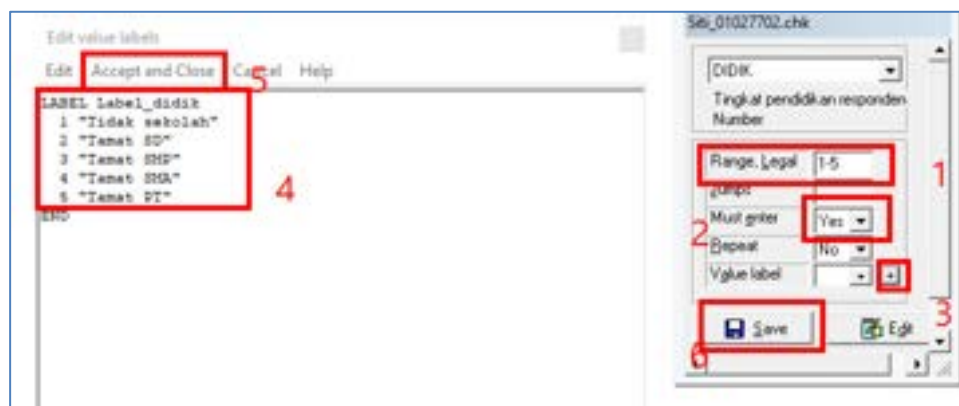 Edit value labels
Edit Accept and Close Cancel Help
5
LABEL Label_didik
1 "Tidak sekolah"
2 "Tamat SD"
3 "Tamat SMP"
4 "Tamat SMA"
5 "Tamat PT"
END
4
Siti_01027702.chk
DIDIK
Tingkat pendidikan responden
Number
Range, Legal 1-5
1
Jumps
Must enter Yes
2
Repeat No
Value label + 
3
Save Edit
6